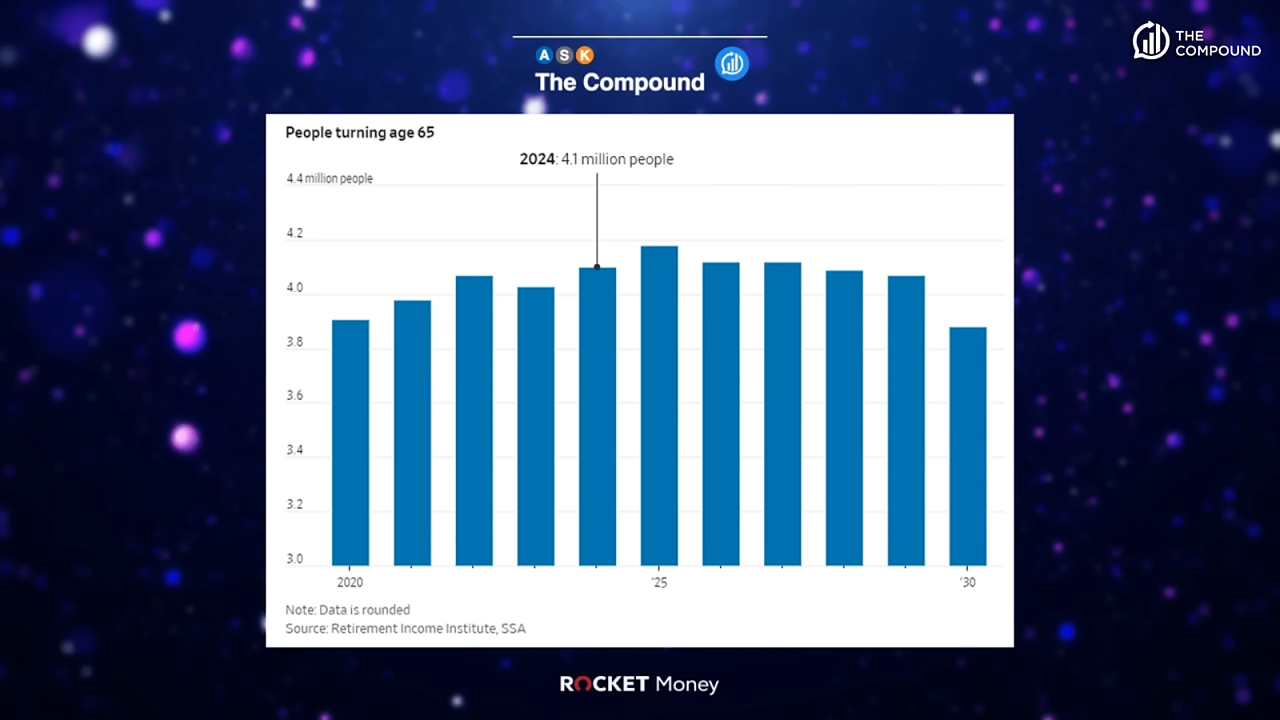 THE
COMPOUND
A S K
The Compound
People turning age 65
2024: 4.1 million people
4.4 million people
4.2
4.0
3.8
3.6
3.4
3.2
3.0
2020 '25 '30
Note: Data is rounded
Source: Retirement Income Institute, SSA
ROCKET Money